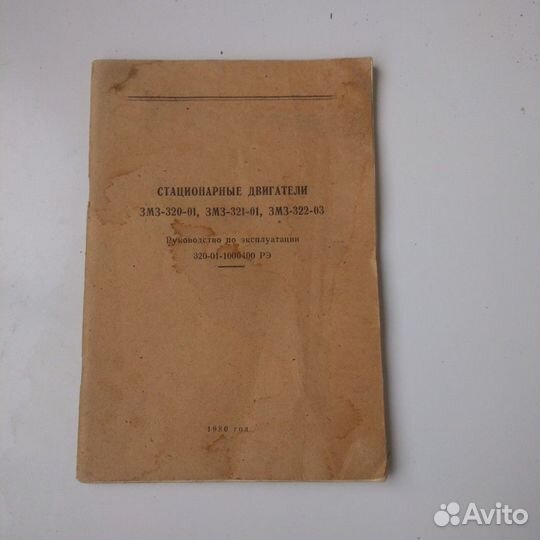 СТАЦИОНАРНЫЕ ДВИГАТЕЛИ
ЗМЗ-320-01, ЗМЗ-321-01, ЗМЗ-322-03
Руководство по эксплуатации
320-01-1000400 РЭ
1980 год
Avito